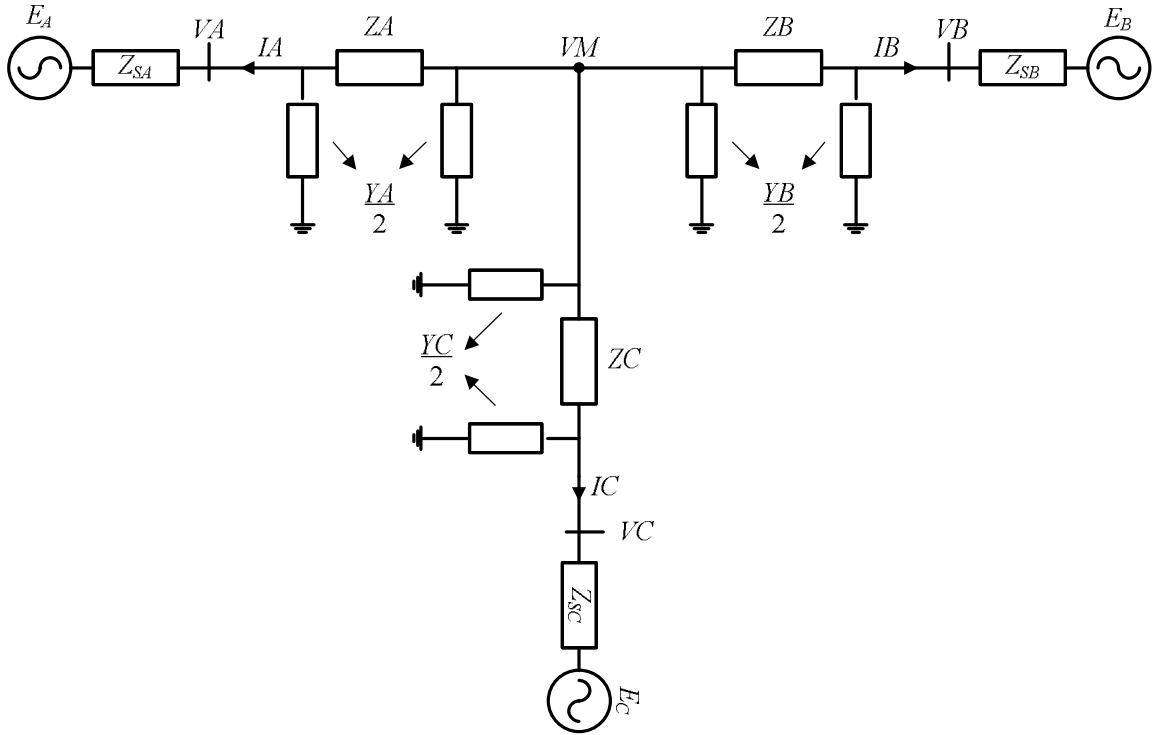 E_A
Z_SA
VA
IA
ZA
VM
ZB
IB
VB
Z_SB
E_B
YA
2
YB
2
YC
2
ZC
IC
VC
Z_SC
E_C